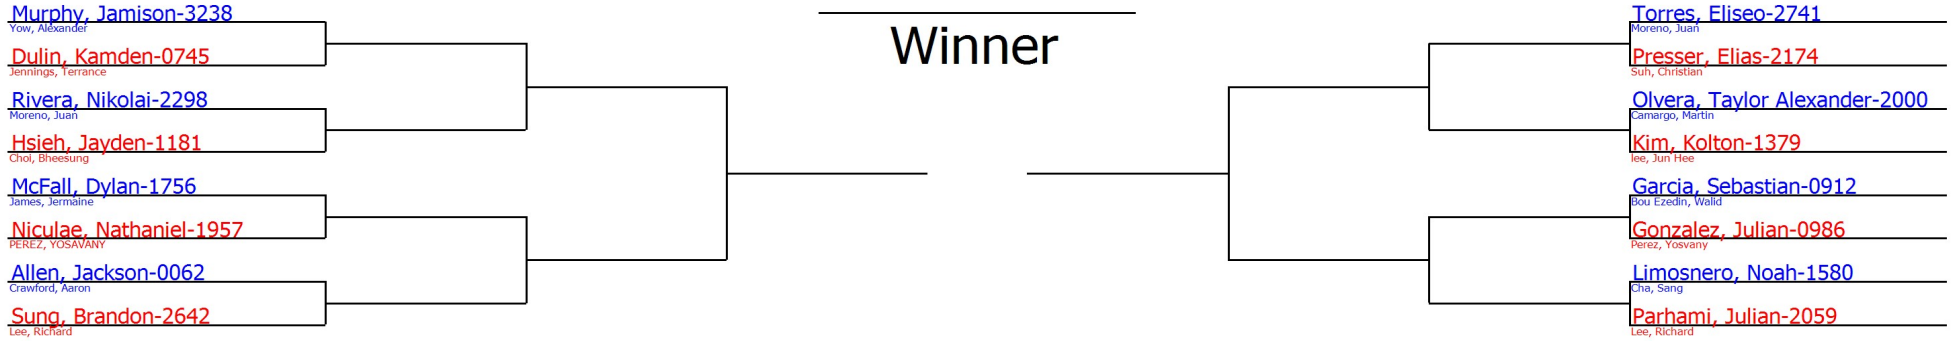 Murphy, Jamison-3238
Yow, Alexander
Dulin, Kamden-0745
Jennings, Terrance
Rivera, Nikolai-2298
Moreno, Juan
Hsieh, Jayden-1181
Choi, Bheesung
McFall, Dylan-1756
James, Jermaine
Niculae, Nathaniel-1957
PEREZ, YOSAVANY
Allen, Jackson-0062
Crawford, Aaron
Sung, Brandon-2642
Lee, Richard
Winner
Torres, Eliseo-2741
Moreno, Juan
Presser, Elias-2174
Suh, Christian
Olvera, Taylor Alexander-2000
Camargo, Martin
Kim, Kolton-1379
lee, Jun Hee
Garcia, Sebastian-0912
Bou Ezedin, Walid
Gonzalez, Julian-0986
Perez, Yosvany
Limosnero, Noah-1580
Cha, Sang
Parhami, Julian-2059
Lee, Richard